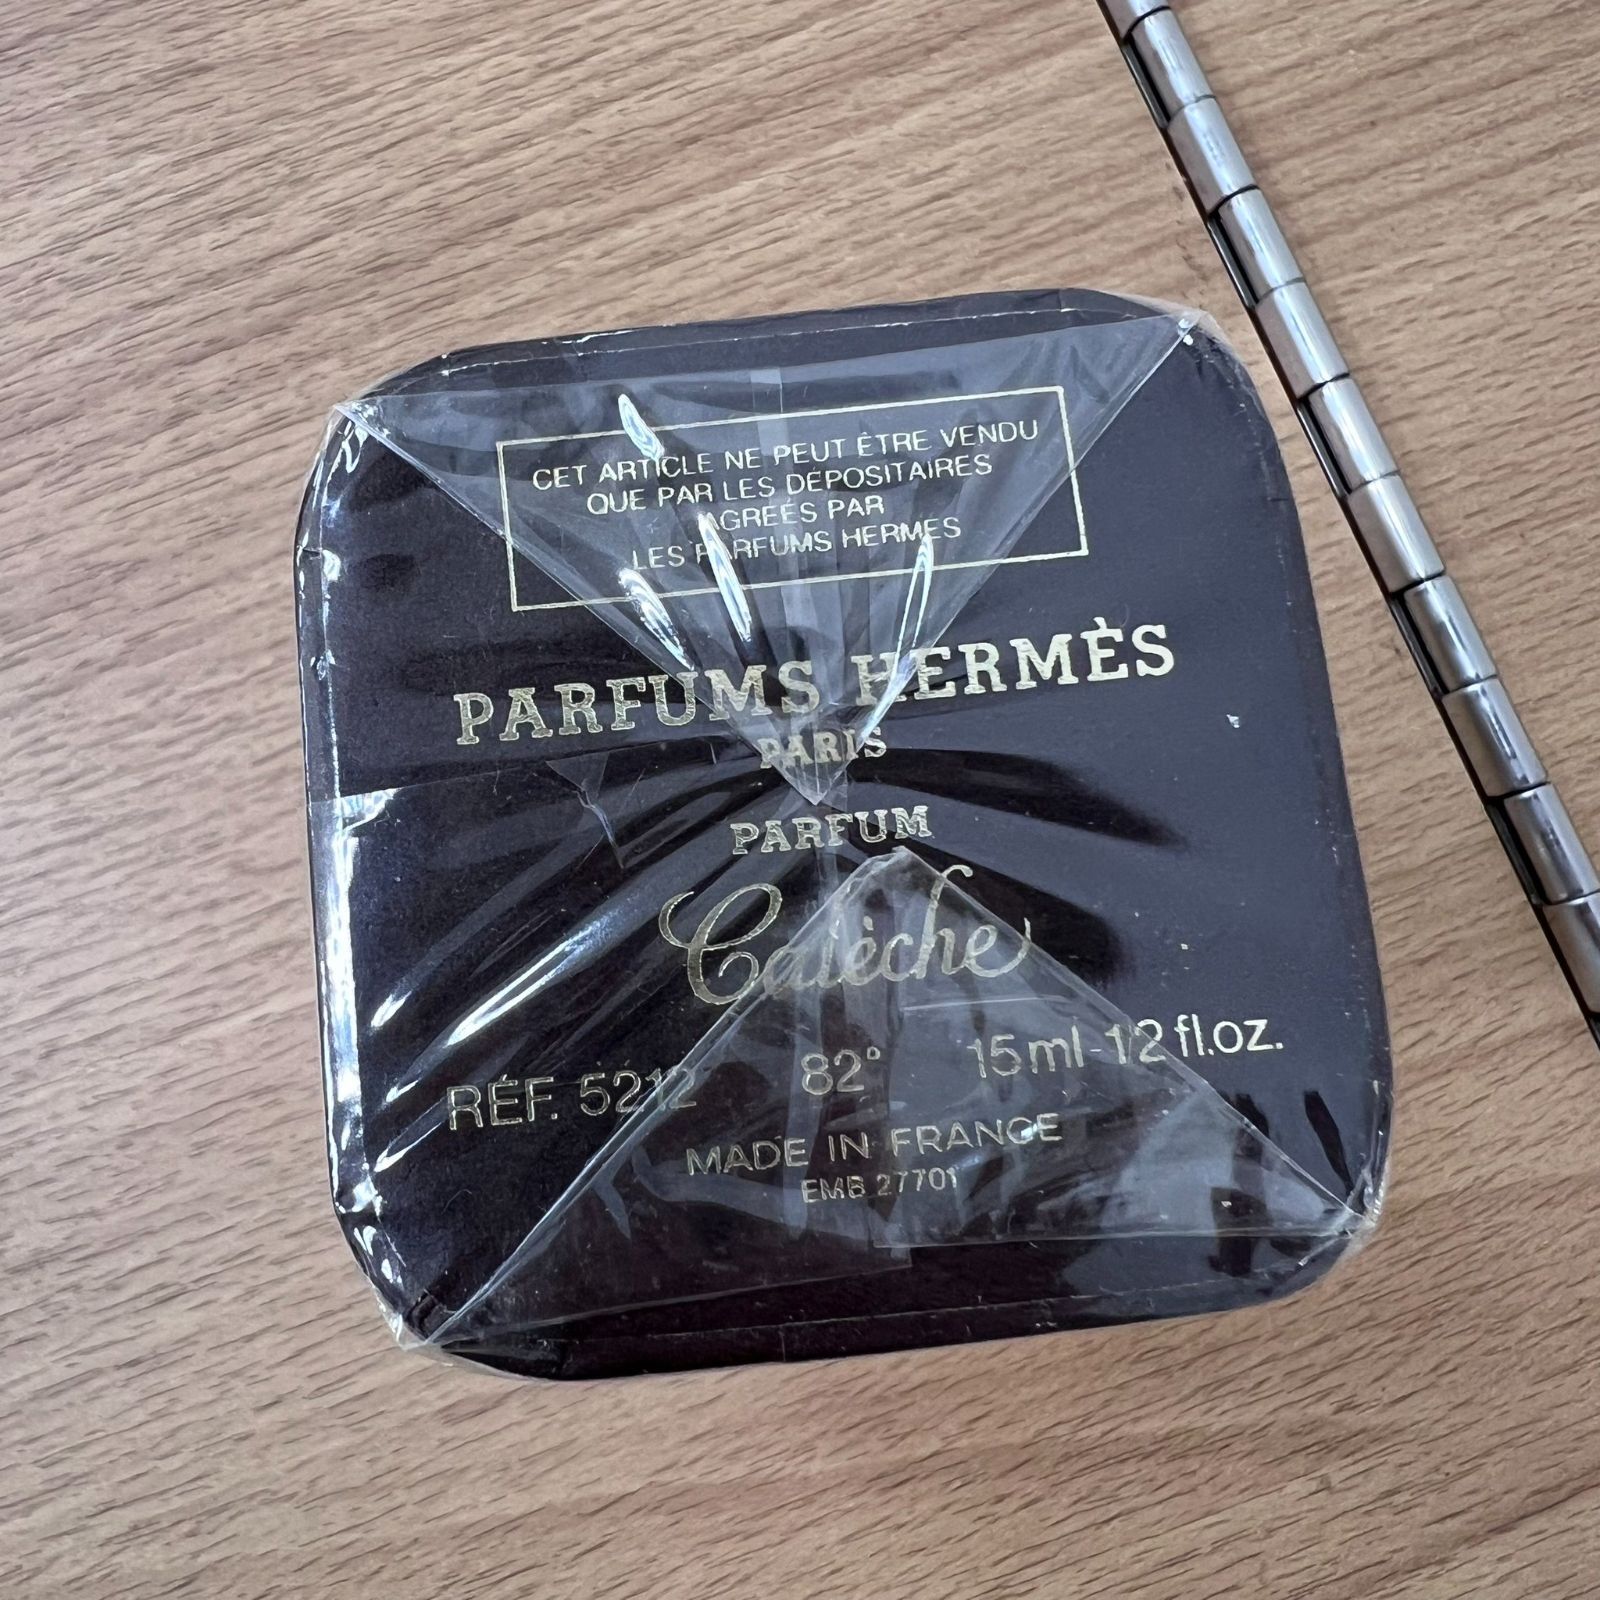 CET ARTICLE NE PEUT ÊTRE VENDU
QUE PAR LES DÉPOSITAIRES
AGRÉÉS PAR
LES PARFUMS HERMES
PARFUMS HERMÈS
PARIS
PARFUM
Calèche
RÉF. 5212 82° 15 ml - 1/2 fl.oz.
MADE IN FRANCE
EMB 27701